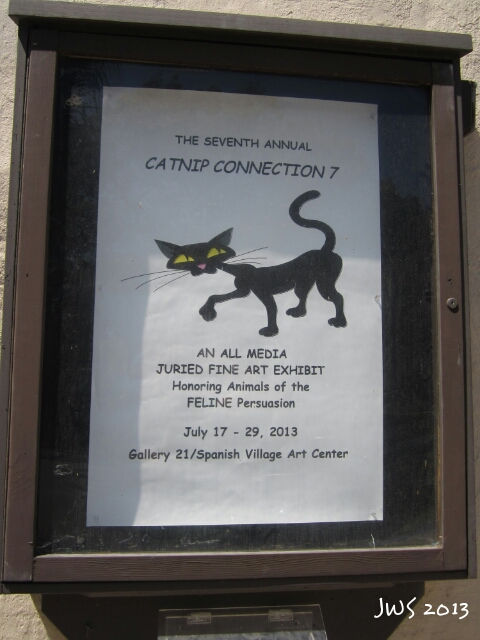 THE SEVENTH ANNUAL
CATNIP CONNECTION 7
AN ALL MEDIA
JURIED FINE ART EXHIBIT
Honoring Animals of the
FELINE Persuasion
July 17 - 29, 2013
Gallery 21/Spanish Village Art Center
JWS 2013